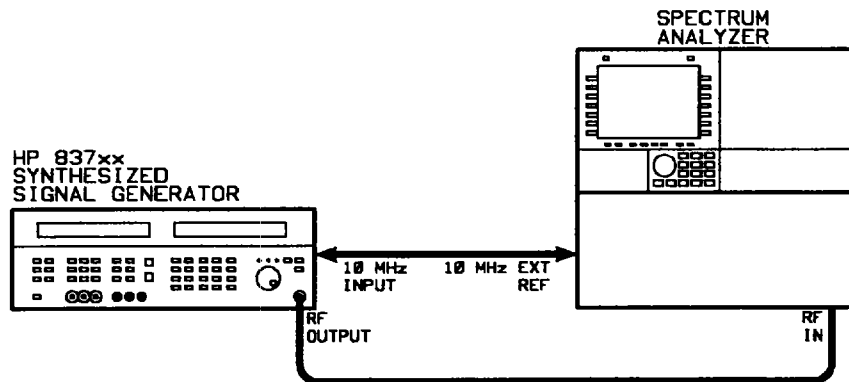 SPECTRUM
ANALYZER
HP 837xx
SYNTHESIZED
SIGNAL GENERATOR
10 MHz
INPUT
10 MHz EXT
REF
RF
OUTPUT
RF
IN